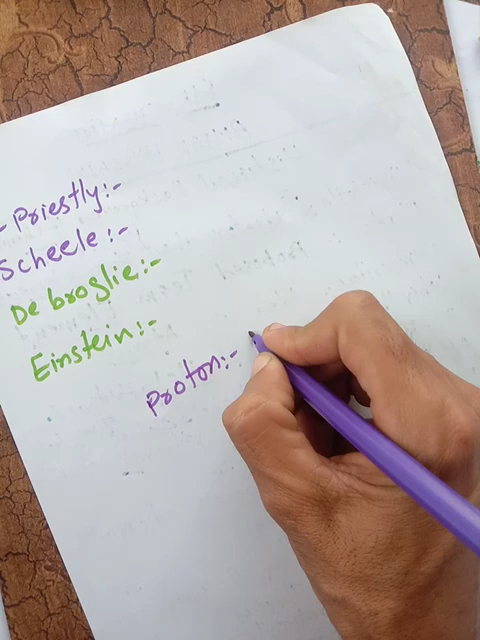 - Priestly:-
Scheele:-
De broglie:-
Einstein:-
Proton:-